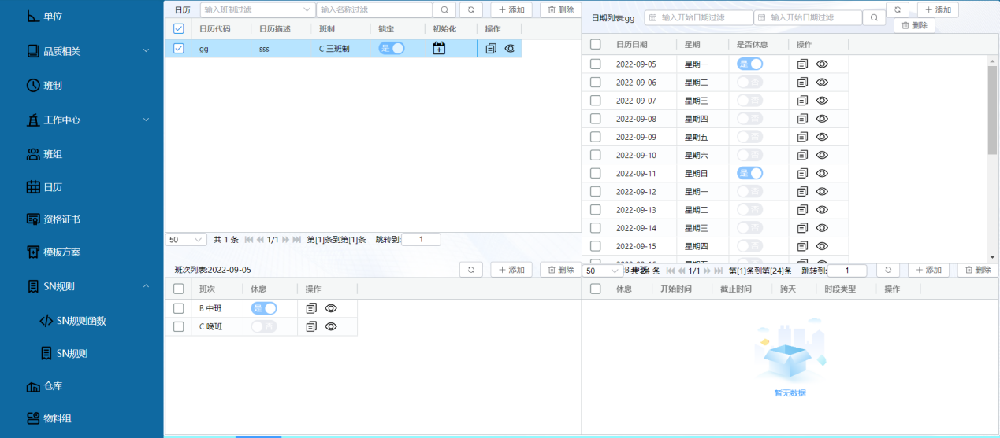 单位
品质相关
班制
工作中心
班组
日历
资格证书
模板方案
SN规则
SN规则函数
SN规则
仓库
物料组
日历 输入班制过滤 输入名称过滤 添加 删除
日历代码 日历描述 班制 锁定 初始化 操作
gg sss C 三班制 是
50 共 1 条 1/1 第[1]条到第[1]条 跳转到: 1
班次列表:2022-09-05 添加 删除
班次 休息 操作
B 中班 是
C 晚班 否
日期列表:gg 输入开始日期过滤 输入开始日期过滤 添加
删除
日历日期 星期 是否休息 操作
2022-09-05 星期一 是
2022-09-06 星期二 否
2022-09-07 星期三 否
2022-09-08 星期四 否
2022-09-09 星期五 否
2022-09-10 星期六 否
2022-09-11 星期日 是
2022-09-12 星期一 否
2022-09-13 星期二 否
2022-09-14 星期三 否
2022-09-15 星期四 否
50 共 24 条 1/1 第[1]条到第[24]条 跳转到: 1 添加 删除
休息 开始时间 截止时间 跨天 时段类型 操作
暂无数据